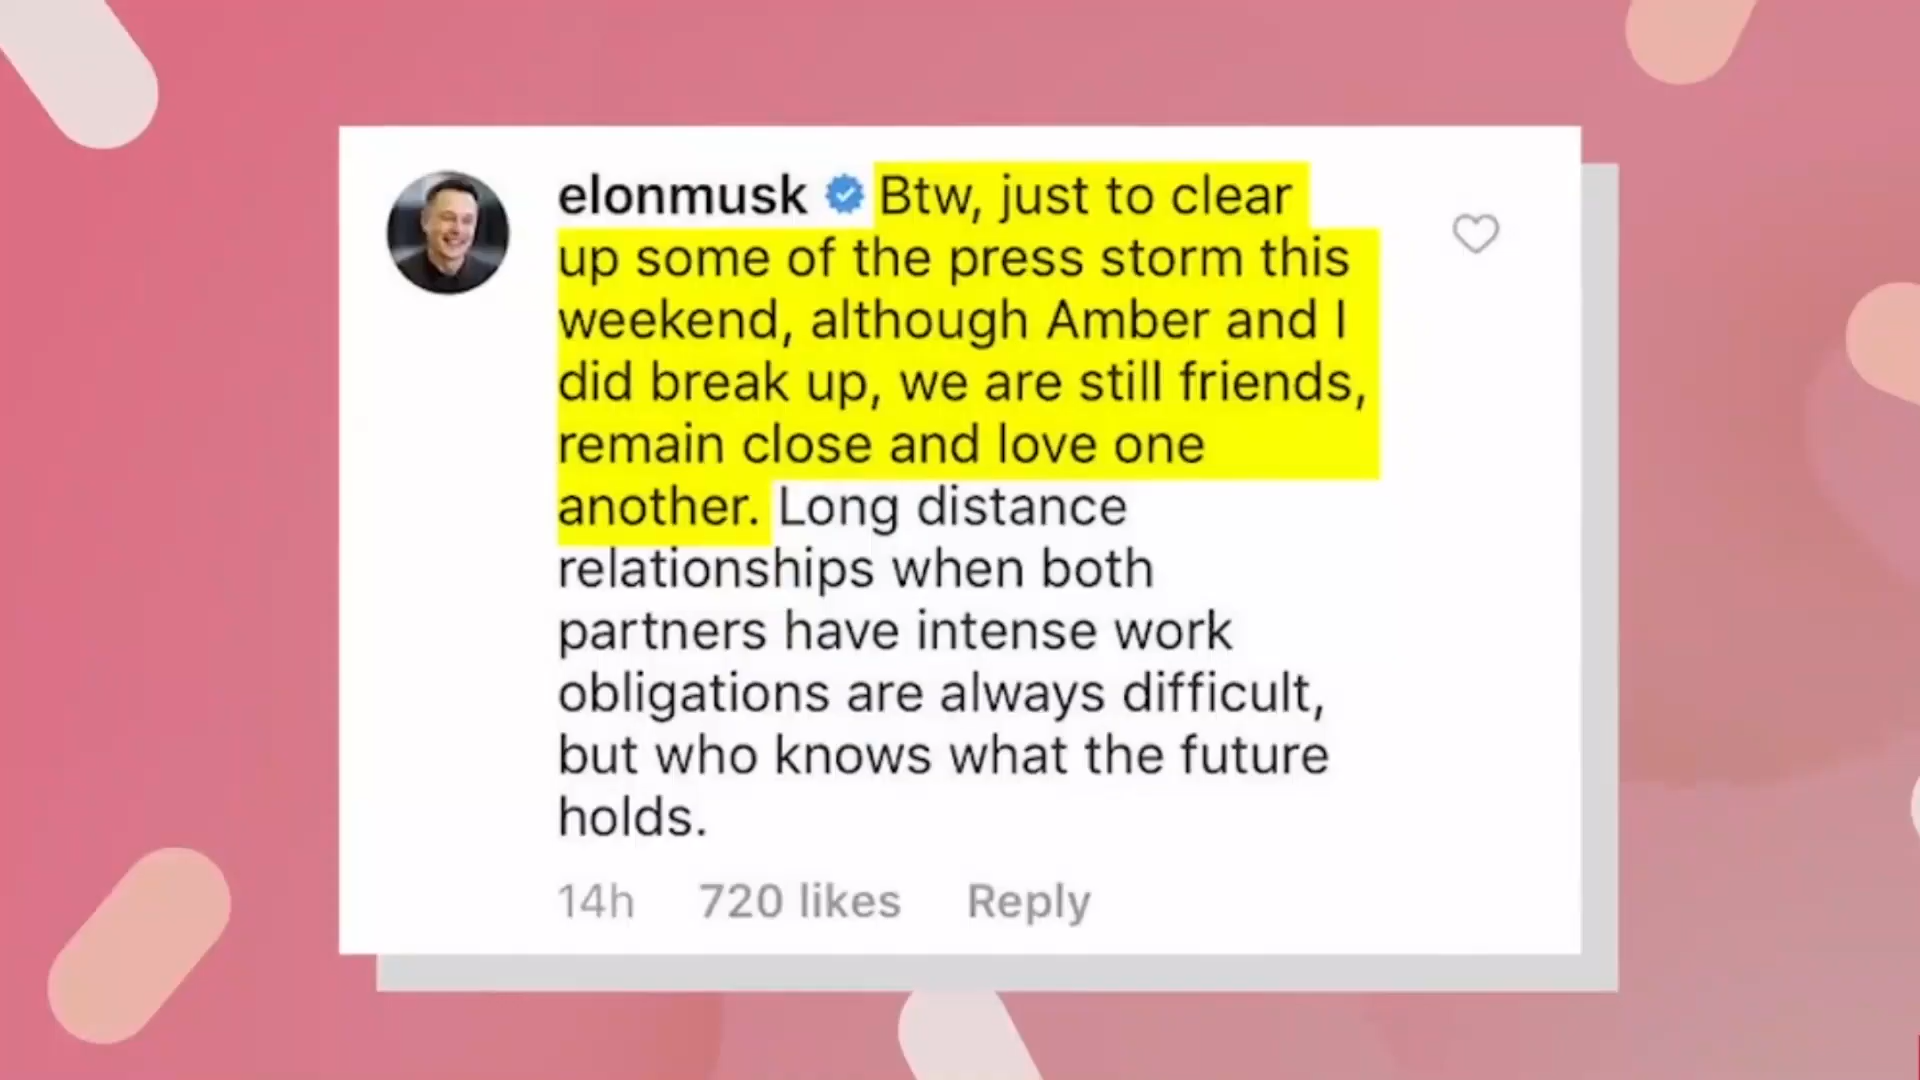 elonmusk Btw, just to clear
up some of the press storm this
weekend, although Amber and I
did break up, we are still friends,
remain close and love one
another. Long distance
relationships when both
partners have intense work
obligations are always difficult,
but who knows what the future
holds.
14h 720 likes Reply